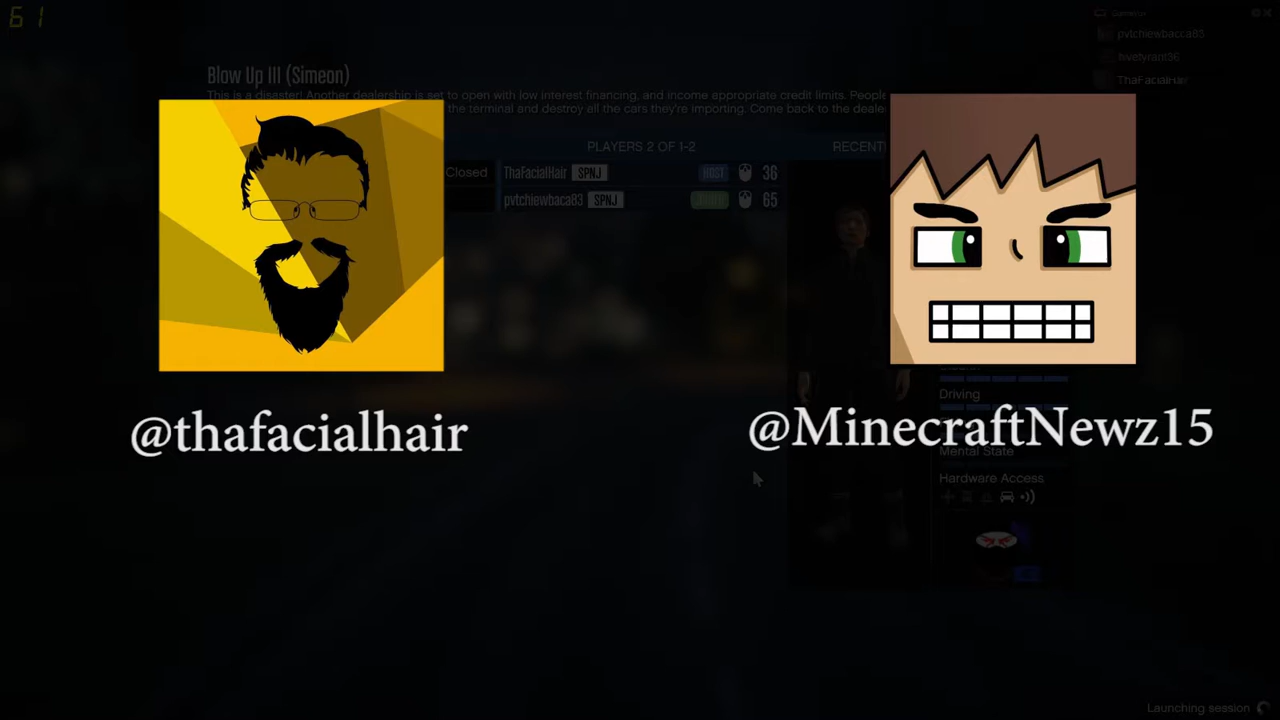 61
pvtchiewbacca83
Blow Up III (Simeon)
ThaFacialHair
This is a disaster! Another dealership is set to open with low interest financing, and income appropriate credit limits. People
the terminal and destroy all the cars they're importing. Come back to the deale
PLAYERS 2 OF 1-2
RECENT
Closed
ThaFacialHair SPNJ HOST 36
pvtchiewbaca83 SPNJ 65
Driving
@thafacialhair
@MinecraftNewz15
Mental State
Hardware Access
Launching session